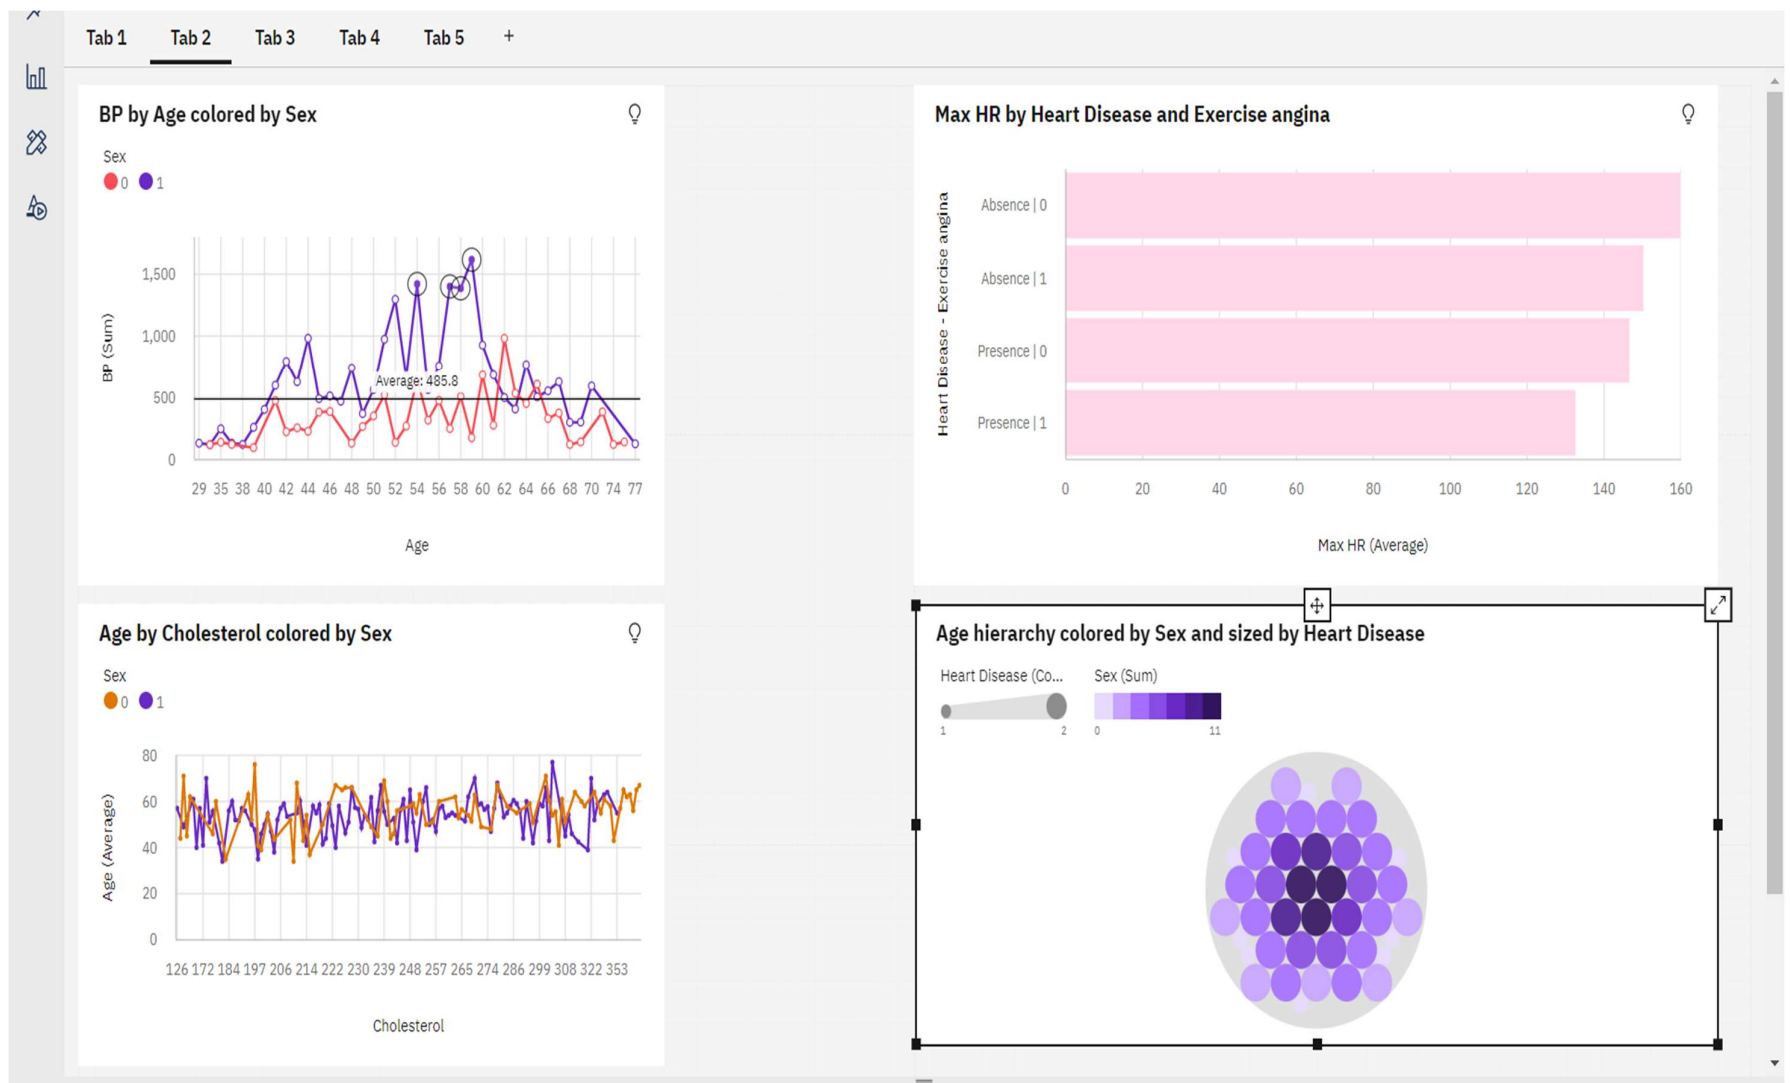 Tab 1 Tab 2 Tab 3 Tab 4 Tab 5 +
BP by Age colored by Sex
Sex
0 1
BP (Sum)
1,500
1,000
500
0
Average: 485.8
29 35 38 40 42 44 46 48 50 52 54 56 58 60 62 64 66 68 70 74 77
Age
Max HR by Heart Disease and Exercise angina
Heart Disease - Exercise angina
Absence | 0
Absence | 1
Presence | 0
Presence | 1
0 20 40 60 80 100 120 140 160
Max HR (Average)
Age by Cholesterol colored by Sex
Sex
0 1
Age (Average)
80
60
40
20
0
126 172 184 197 206 214 222 230 239 248 257 265 274 286 299 308 322 353
Cholesterol
Age hierarchy colored by Sex and sized by Heart Disease
Heart Disease (Co... Sex (Sum)
1 2 0 11